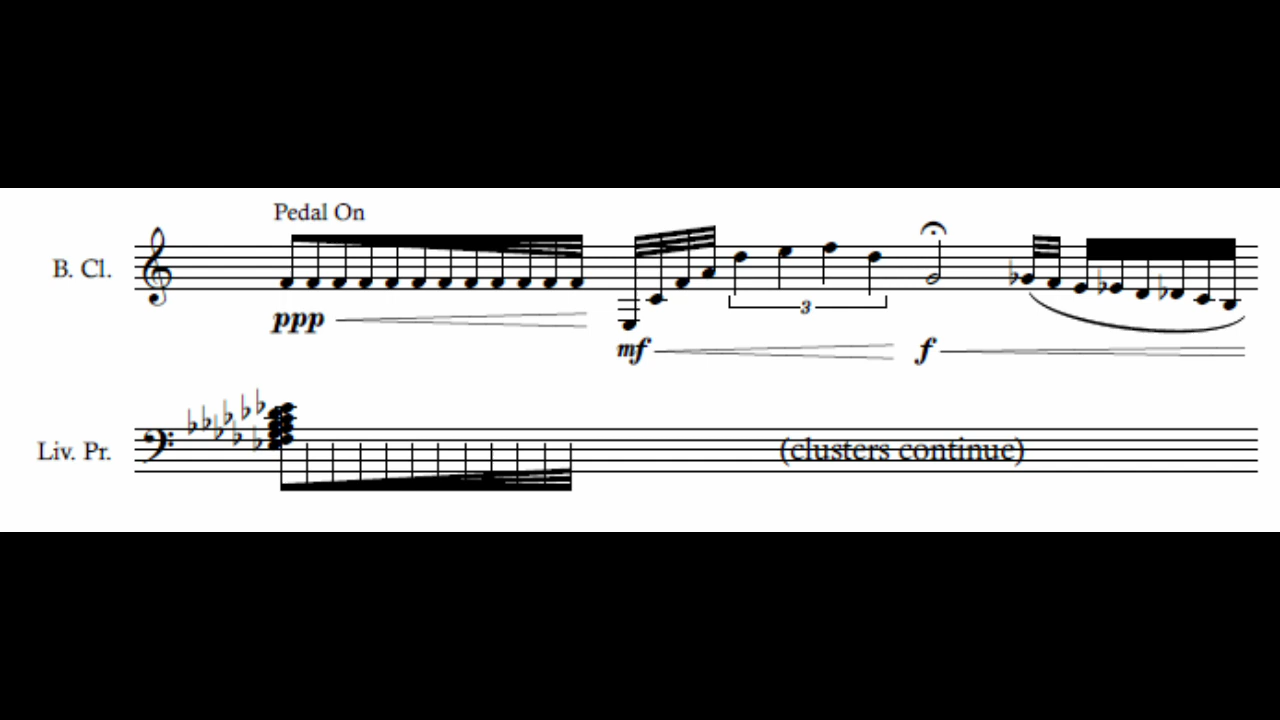 Pedal On
B. Cl.
ppp
3
mf
f
Liv. Pr.
(clusters continue)